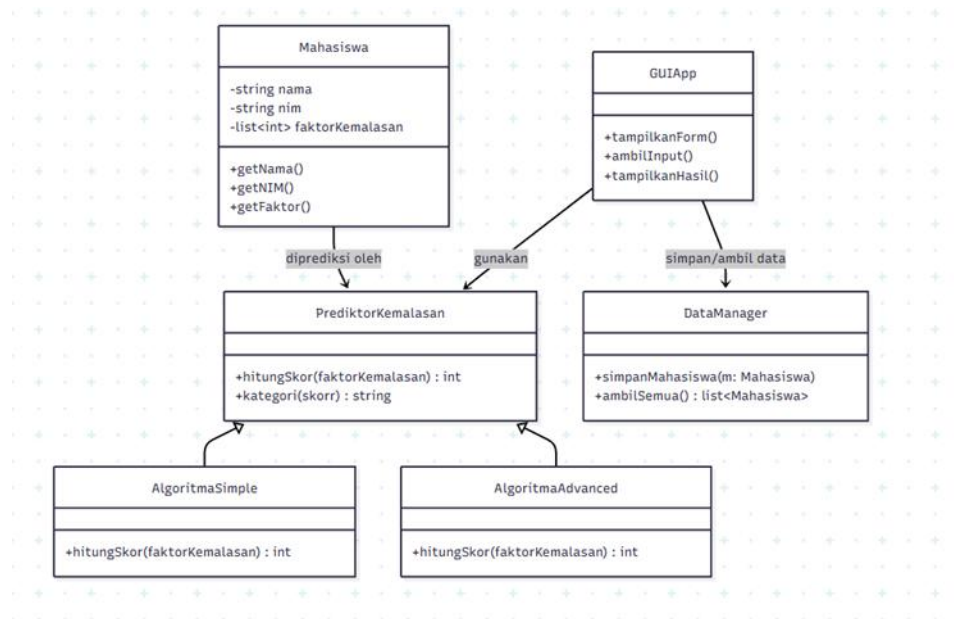 Mahasiswa
-string nama
-string nim
-list<int> faktorKemalasan
+getNama()
+getNIM()
+getFaktor()
GUIApp
+tampilkanForm()
+ambilInput()
+tampilkanHasil()
diprediksi oleh
gunakan
simpan/ambil data
PrediktorKemalasan
+hitungSkor(faktorKemalasan) : int
+kategori(skorr) : string
DataManager
+simpanMahasiswa(m: Mahasiswa)
+ambilSemua() : list<Mahasiswa>
AlgoritmaSimple
+hitungSkor(faktorKemalasan) : int
AlgoritmaAdvanced
+hitungSkor(faktorKemalasan) : int